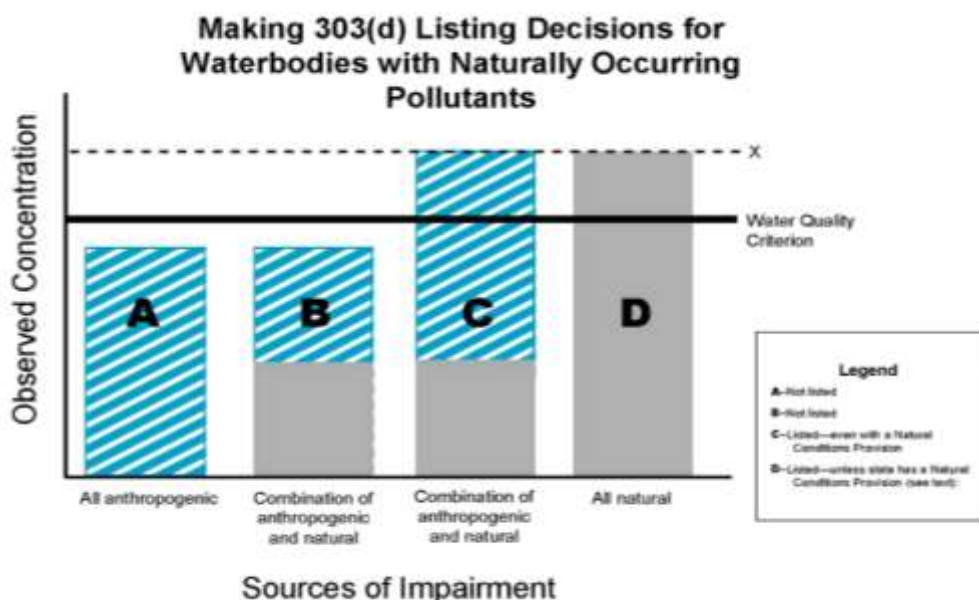 Making 303(d) Listing Decisions for
Waterbodies with Naturally Occurring
Pollutants
Observed Concentration
X
Water Quality
Criterion
A
B
C
D
Legend
A–Not listed
B–Not listed
C–Listed—even with a Natural
Conditions Provision
D–Listed—unless state has a Natural
Conditions Provision (see text):
All anthropogenic
Combination of
anthropogenic
and natural
Combination of
anthropogenic
and natural
All natural
Sources of Impairment